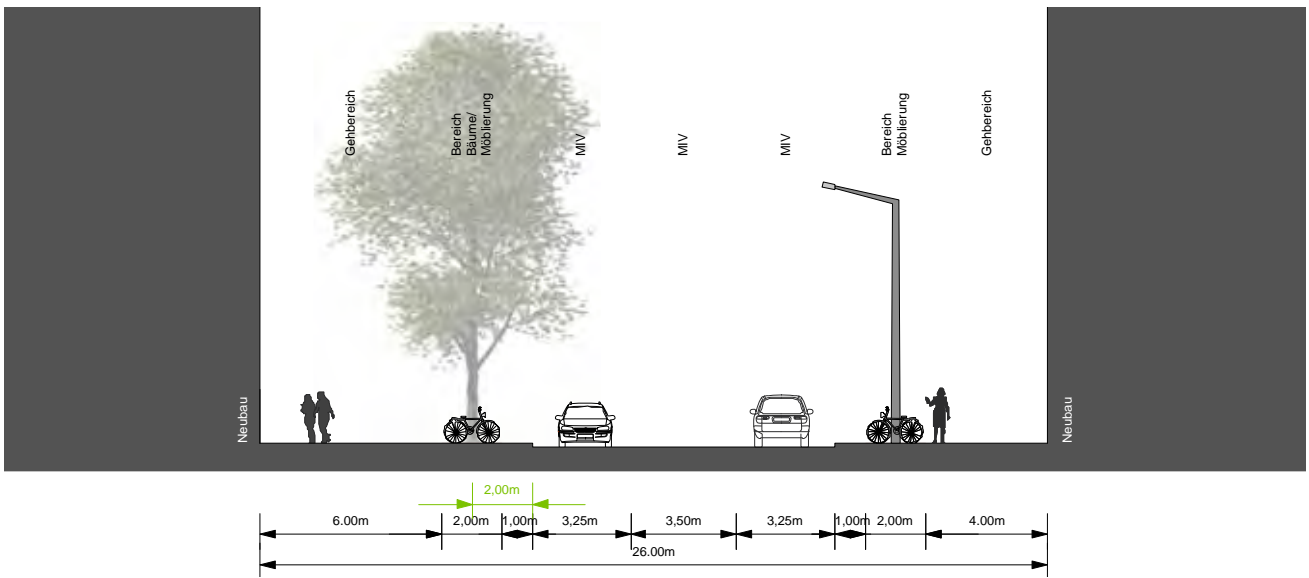 Gehbereich
Bereich
Bäume/
Möblierung
MIV
MIV
MIV
Bereich
Möblierung
Gehbereich
Neubau
Neubau
2,00m
6.00m
2,00m
1,00m
3,25m
3,50m
3,25m
1,00m
2,00m
4.00m
26.00m